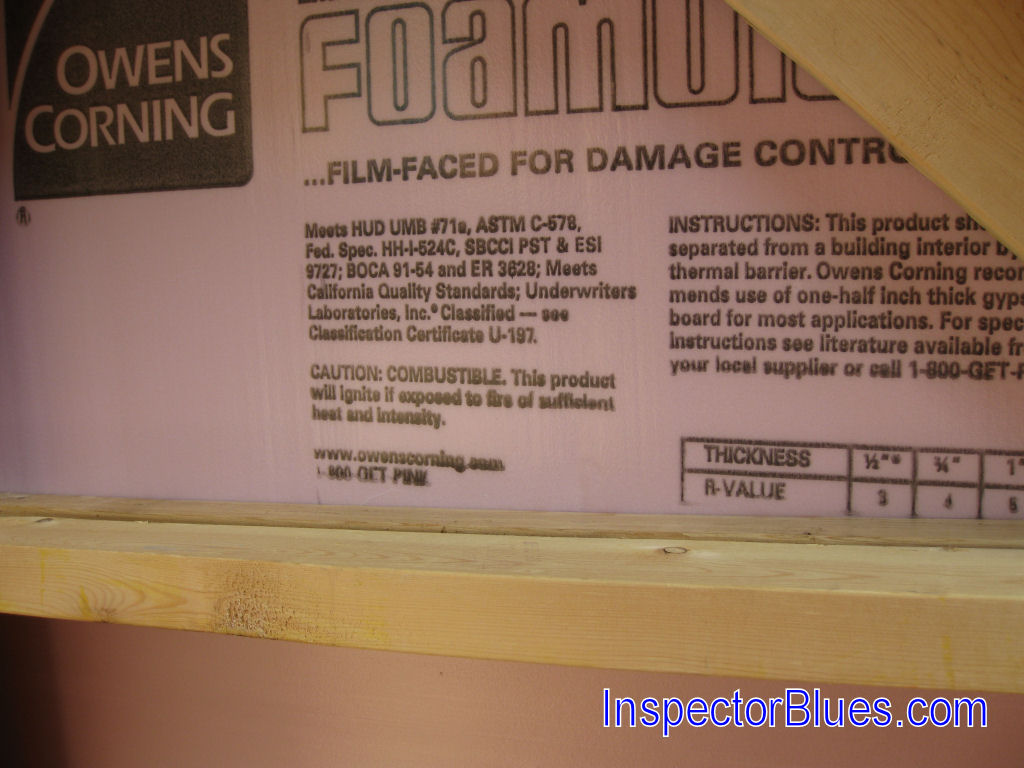 OWENS
CORNING
®
...FILM-FACED FOR DAMAGE
Meets HUD UMB #71a, ASTM C-578,
Fed. Spec. HH-I-524C, SBCCI PST & ESI
9727; BOCA 91-54 and ER 3628; Meets
California Quality Standards; Underwriters
Laboratories, Inc.® Classified — see
Classification Certificate U-197.
CAUTION: COMBUSTIBLE. This product
will ignite if exposed to fire of sufficient
heat and intensity.
www.owenscorning.com
1-800-GET-PINK
INSTRUCTIONS: This product
separated from a building interior
thermal barrier. Owens Corning recom
mends use of one-half inch thick gyps
board for most applications. For spec
instructions see literature available fr
your local supplier or call 1-800-GET-P
THICKNESS ½"* ¾" 1"
R-VALUE 3 4 5
InspectorBlues.com